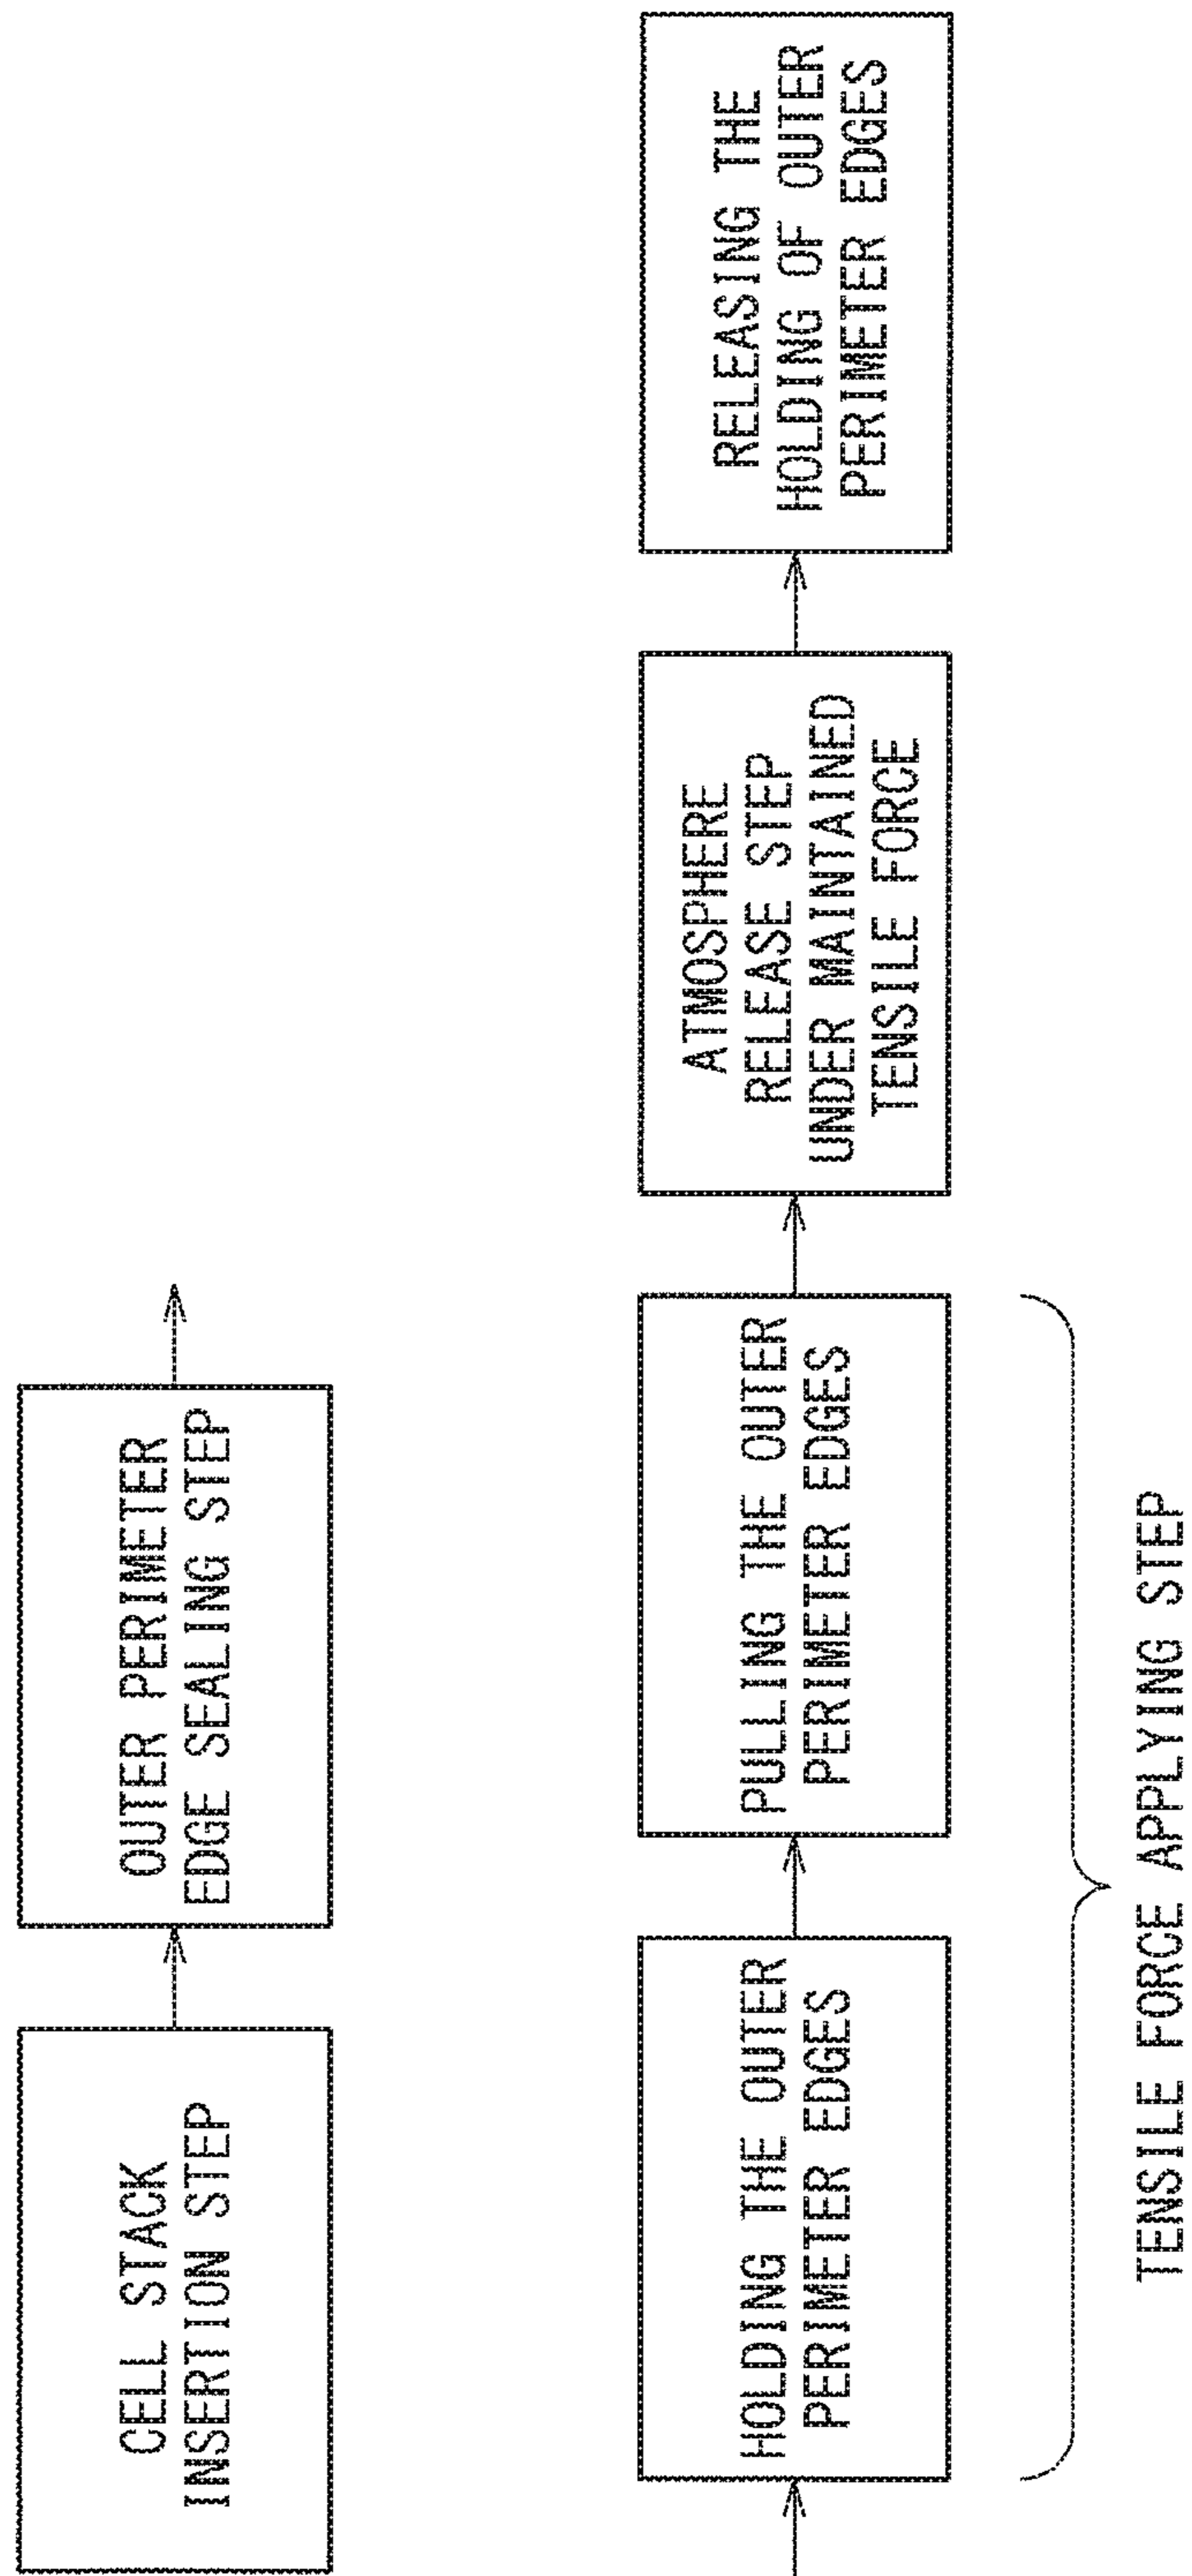 CELL STACK
INSERTION STEP
OUTER PERIMETER
EDGE SEALING STEP
HOLDING THE OUTER
PERIMETER EDGES
PULLING THE OUTER
PERIMETER EDGES
ATMOSPHERE
RELEASE STEP
UNDER MAINTAINED
TENSILE FORCE
RELEASING THE
HOLDING OF OUTER
PERIMETER EDGES
TENSILE FORCE APPLYING STEP